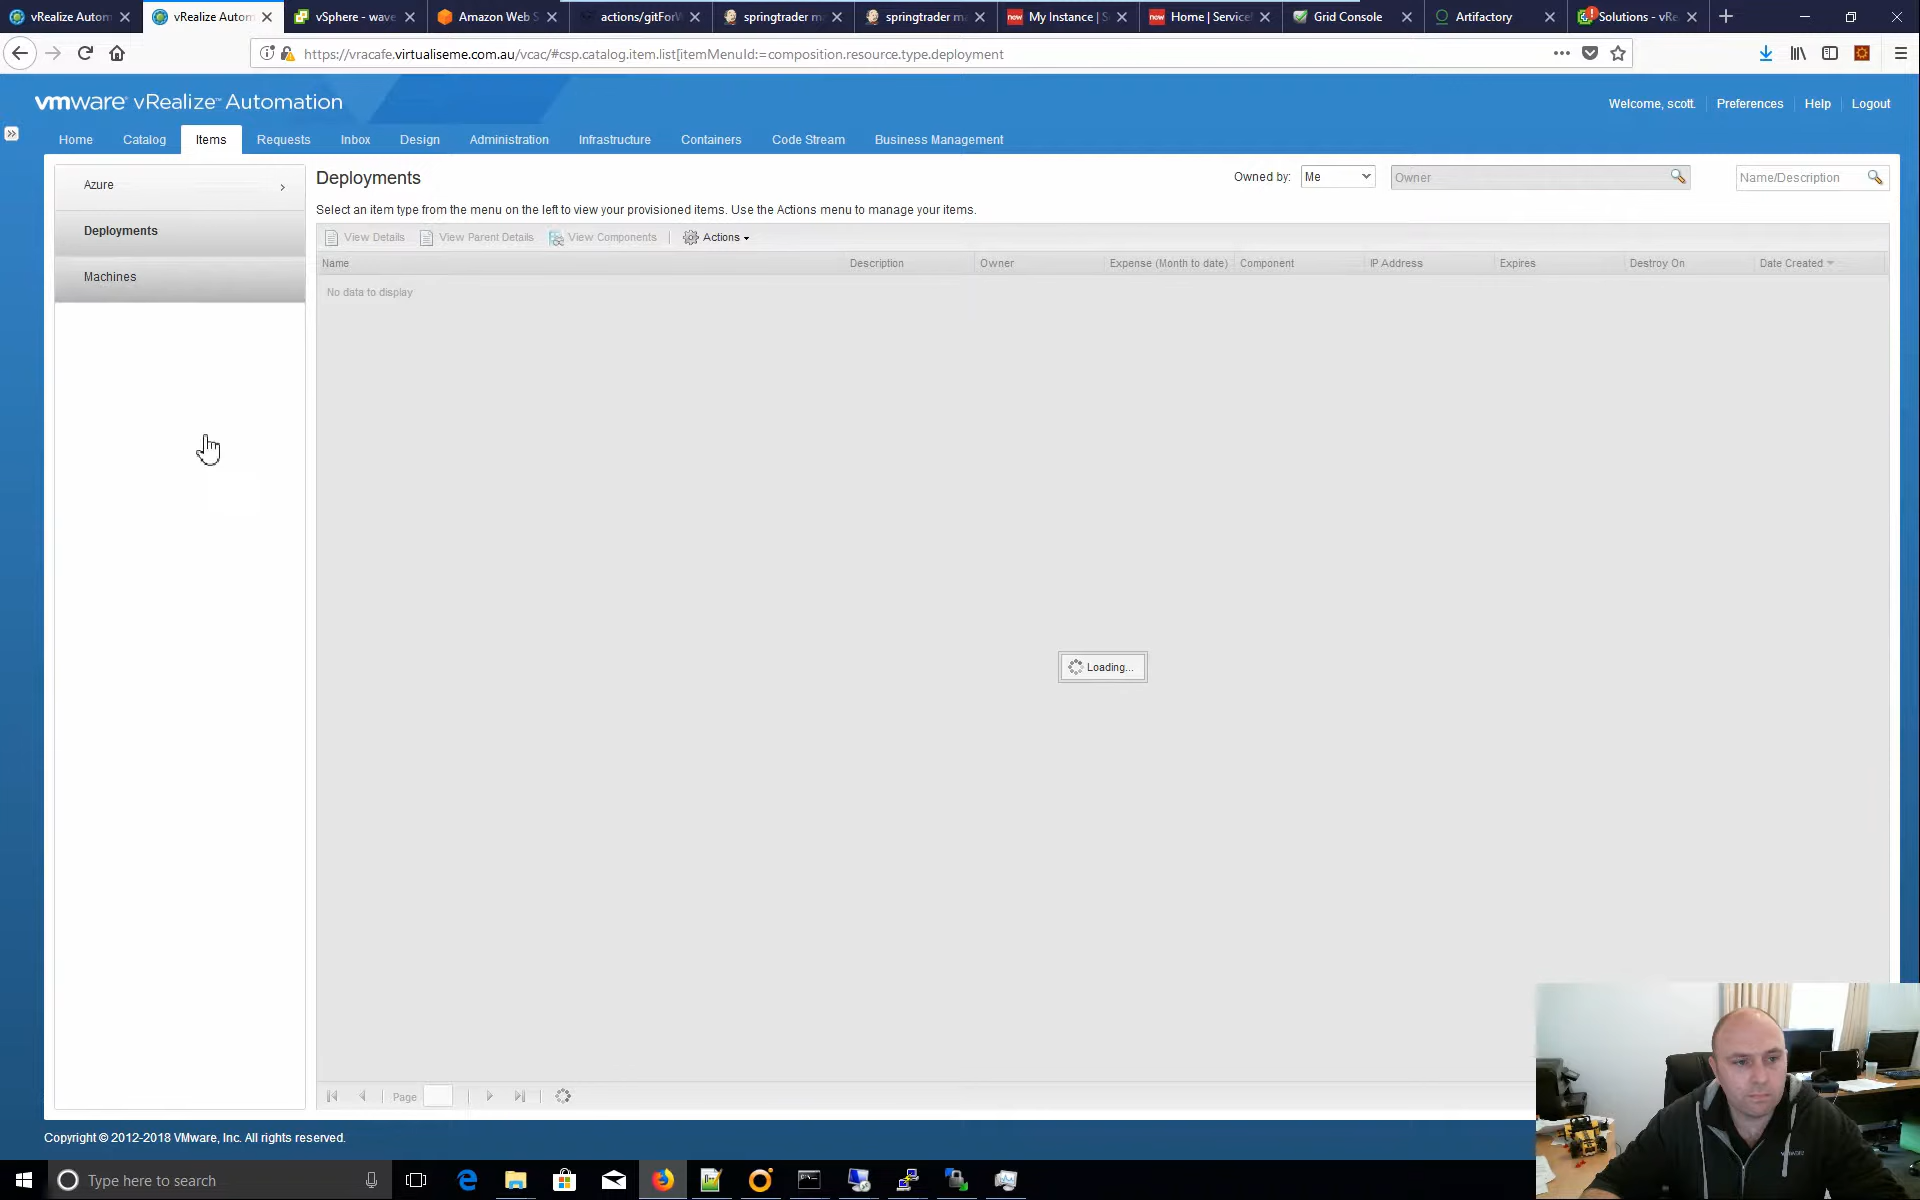 vRealize Autom
vRealize Autom
vSphere - wave
Amazon Web S
actions/gitForW
springtrader m
springtrader m
My Instance | S
Home | Service
Grid Console
Artifactory
Solutions - vRe
https://vracafe.virtualiseme.com.au/vcac/#csp.catalog.item.list[itemMenuId:=composition.resource.type.deployment
vmware vRealize™ Automation
Welcome, scott.
Preferences
Help
Logout
Home
Catalog
Items
Requests
Inbox
Design
Administration
Infrastructure
Containers
Code Stream
Business Management
Azure
Deployments
Machines
Deployments
Owned by:
Me
Owner
Name/Description
Select an item type from the menu on the left to view your provisioned items. Use the Actions menu to manage your items.
View Details
View Parent Details
View Components
Actions
Name
Description
Owner
Expense (Month to date)
Component
IP Address
Expires
Destroy On
Date Created
No data to display
Loading...
Page
Copyright © 2012-2018 VMware, Inc. All rights reserved.
Type here to search